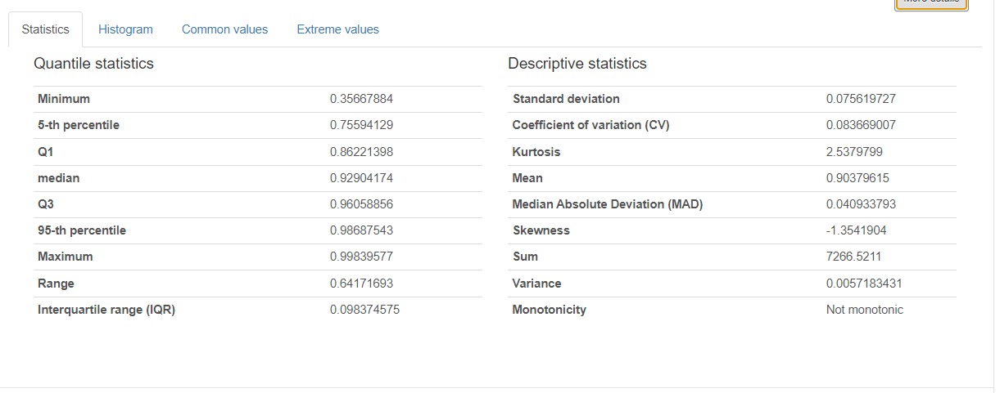 More details
Statistics Histogram Common values Extreme values
Quantile statistics
Minimum 0.35667884
5-th percentile 0.75594129
Q1 0.86221398
median 0.92904174
Q3 0.96058856
95-th percentile 0.98687543
Maximum 0.99839577
Range 0.64171693
Interquartile range (IQR) 0.098374575
Descriptive statistics
Standard deviation 0.075619727
Coefficient of variation (CV) 0.083669007
Kurtosis 2.5379799
Mean 0.90379615
Median Absolute Deviation (MAD) 0.040933793
Skewness -1.3541904
Sum 7266.5211
Variance 0.0057183431
Monotonicity Not monotonic